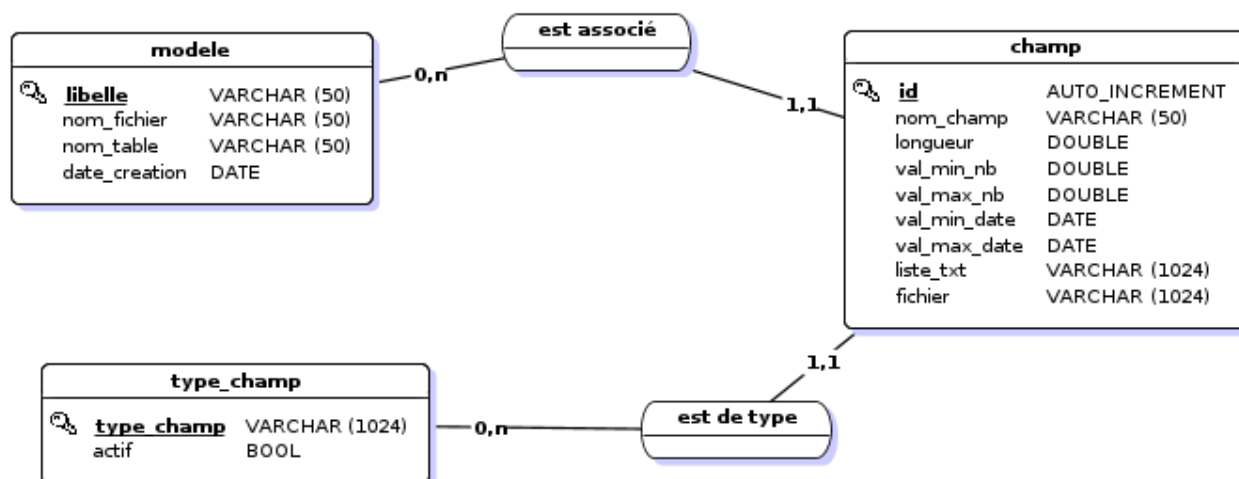 est associé
modele
libelle VARCHAR (50)
nom_fichier VARCHAR (50)
nom_table VARCHAR (50)
date_creation DATE
0,n
1,1
champ
id AUTO_INCREMENT
nom_champ VARCHAR (50)
longueur DOUBLE
val_min_nb DOUBLE
val_max_nb DOUBLE
val_min_date DATE
val_max_date DATE
liste_txt VARCHAR (1024)
fichier VARCHAR (1024)
1,1
type_champ
type_champ VARCHAR (1024)
actif BOOL
0,n
est de type